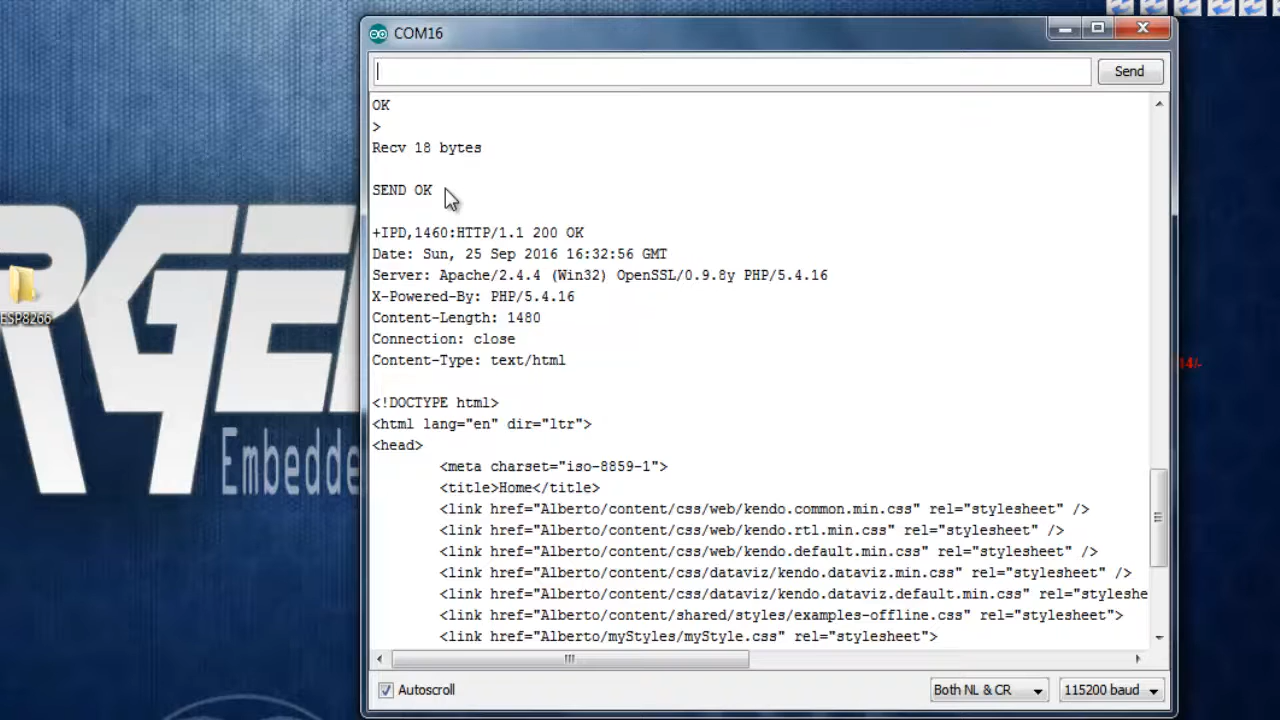 COM16
Send
OK
>
Recv 18 bytes
SEND OK
+IPD,1460:HTTP/1.1 200 OK
Date: Sun, 25 Sep 2016 16:32:56 GMT
Server: Apache/2.4.4 (Win32) OpenSSL/0.9.8y PHP/5.4.16
X-Powered-By: PHP/5.4.16
Content-Length: 1480
Connection: close
Content-Type: text/html
<!DOCTYPE html>
<html lang="en" dir="ltr">
<head>
<meta charset="iso-8859-1">
<title>Home</title>
<link href="Alberto/content/css/web/kendo.common.min.css" rel="stylesheet" />
<link href="Alberto/content/css/web/kendo.rtl.min.css" rel="stylesheet" />
<link href="Alberto/content/css/web/kendo.default.min.css" rel="stylesheet" />
<link href="Alberto/content/css/dataviz/kendo.dataviz.min.css" rel="stylesheet" />
<link href="Alberto/content/css/dataviz/kendo.dataviz.default.min.css" rel="styleshe
<link href="Alberto/content/shared/styles/examples-offline.css" rel="stylesheet">
<link href="Alberto/myStyles/myStyle.css" rel="stylesheet">
Autoscroll
Both NL & CR
115200 baud
ESP8266
RGE
Embedde
14/-